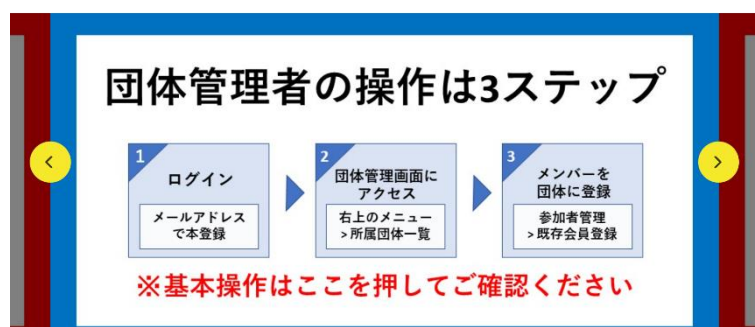 団体管理者の操作は3ステップ
1
ログイン
メールアドレス
で本登録
2
団体管理画面に
アクセス
右上のメニュー
>所属団体一覧
3
メンバーを
団体に登録
参加者管理
>既存会員登録
※基本操作はここを押してご確認ください